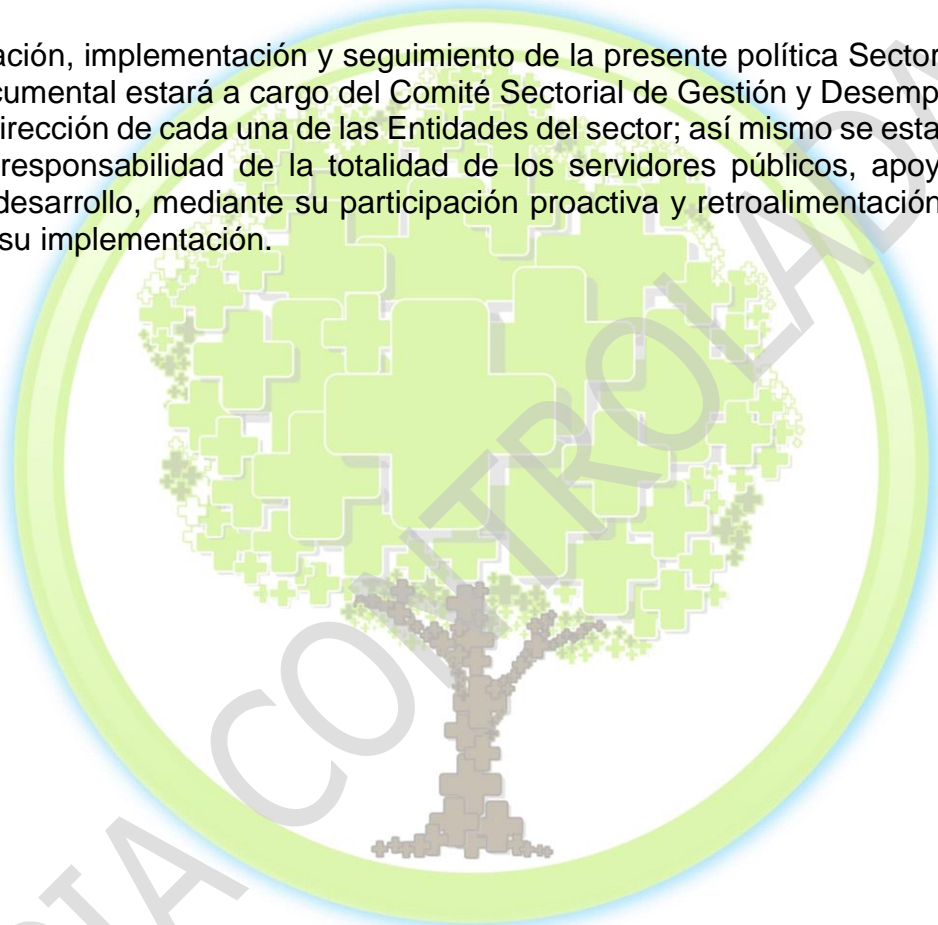 ación, implementación y seguimiento de la presente política Sector
cumental estará a cargo del Comité Sectorial de Gestión y Desemp
irección de cada una de las Entidades del sector; así mismo se esta
responsabilidad de la totalidad de los servidores públicos, apoy
desarrollo, mediante su participación proactiva y retroalimentación
su implementación.
PIA CONTROLADA